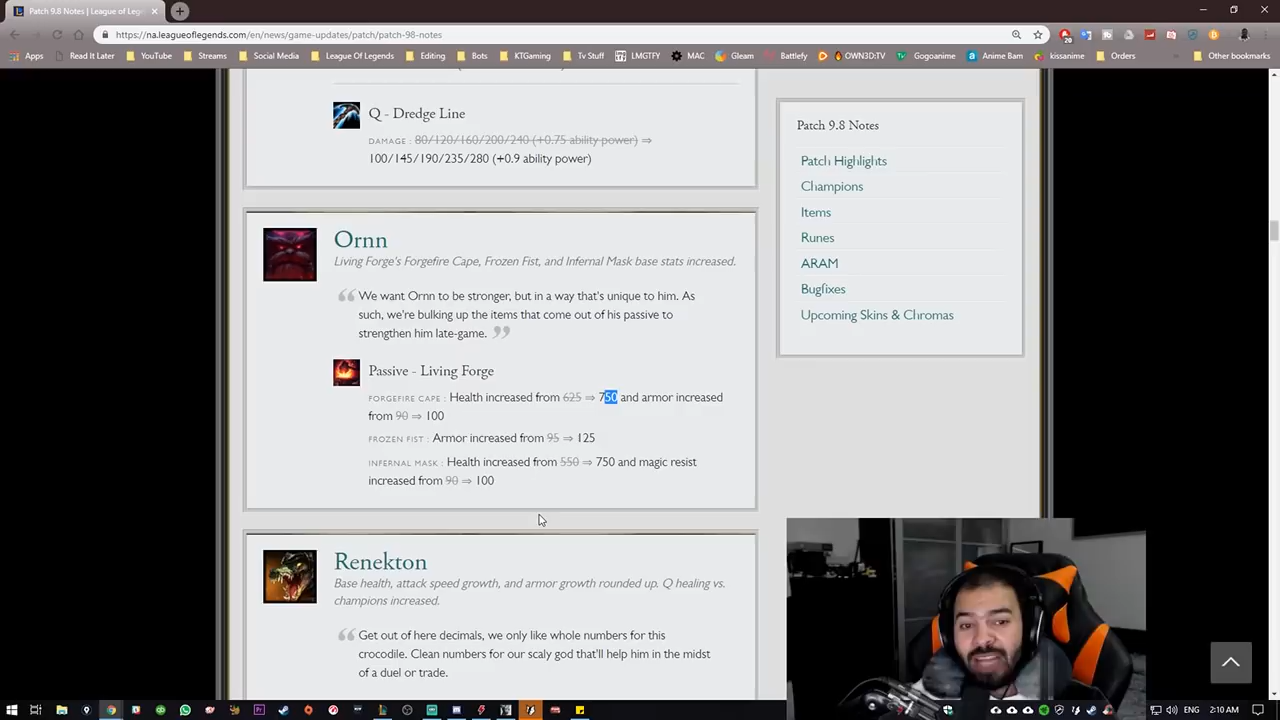 Patch 9.8 Notes | League of Leg
https://na.leagueoflegends.com/en/news/game-updates/patch/patch-98-notes
Apps Read It Later YouTube Streams Social Media League Of Legends Editing Bots KTGaming Tv Stuff LMGTFY MAC Gleam Battlefy OWN3D:TV Gogoanime Anime Bam kissanime Orders Other bookmarks
Q - Dredge Line
DAMAGE : 80/120/160/200/240 (+0.75 ability power) ⇒
100/145/190/235/280 (+0.9 ability power)
Ornn
Living Forge's Forgefire Cape, Frozen Fist, and Infernal Mask base stats increased.
We want Ornn to be stronger, but in a way that's unique to him. As
such, we're bulking up the items that come out of his passive to
strengthen him late-game.
Passive - Living Forge
FORGEFIRE CAPE : Health increased from 625 ⇒ 750 and armor increased
from 90 ⇒ 100
FROZEN FIST : Armor increased from 95 ⇒ 125
INFERNAL MASK : Health increased from 550 ⇒ 750 and magic resist
increased from 90 ⇒ 100
Renekton
Base health, attack speed growth, and armor growth rounded up. Q healing vs.
champions increased.
Get out of here decimals, we only like whole numbers for this
crocodile. Clean numbers for our scaly god that'll help him in the midst
of a duel or trade.
Patch 9.8 Notes
Patch Highlights
Champions
Items
Runes
ARAM
Bugfixes
Upcoming Skins & Chromas
2:10 AM